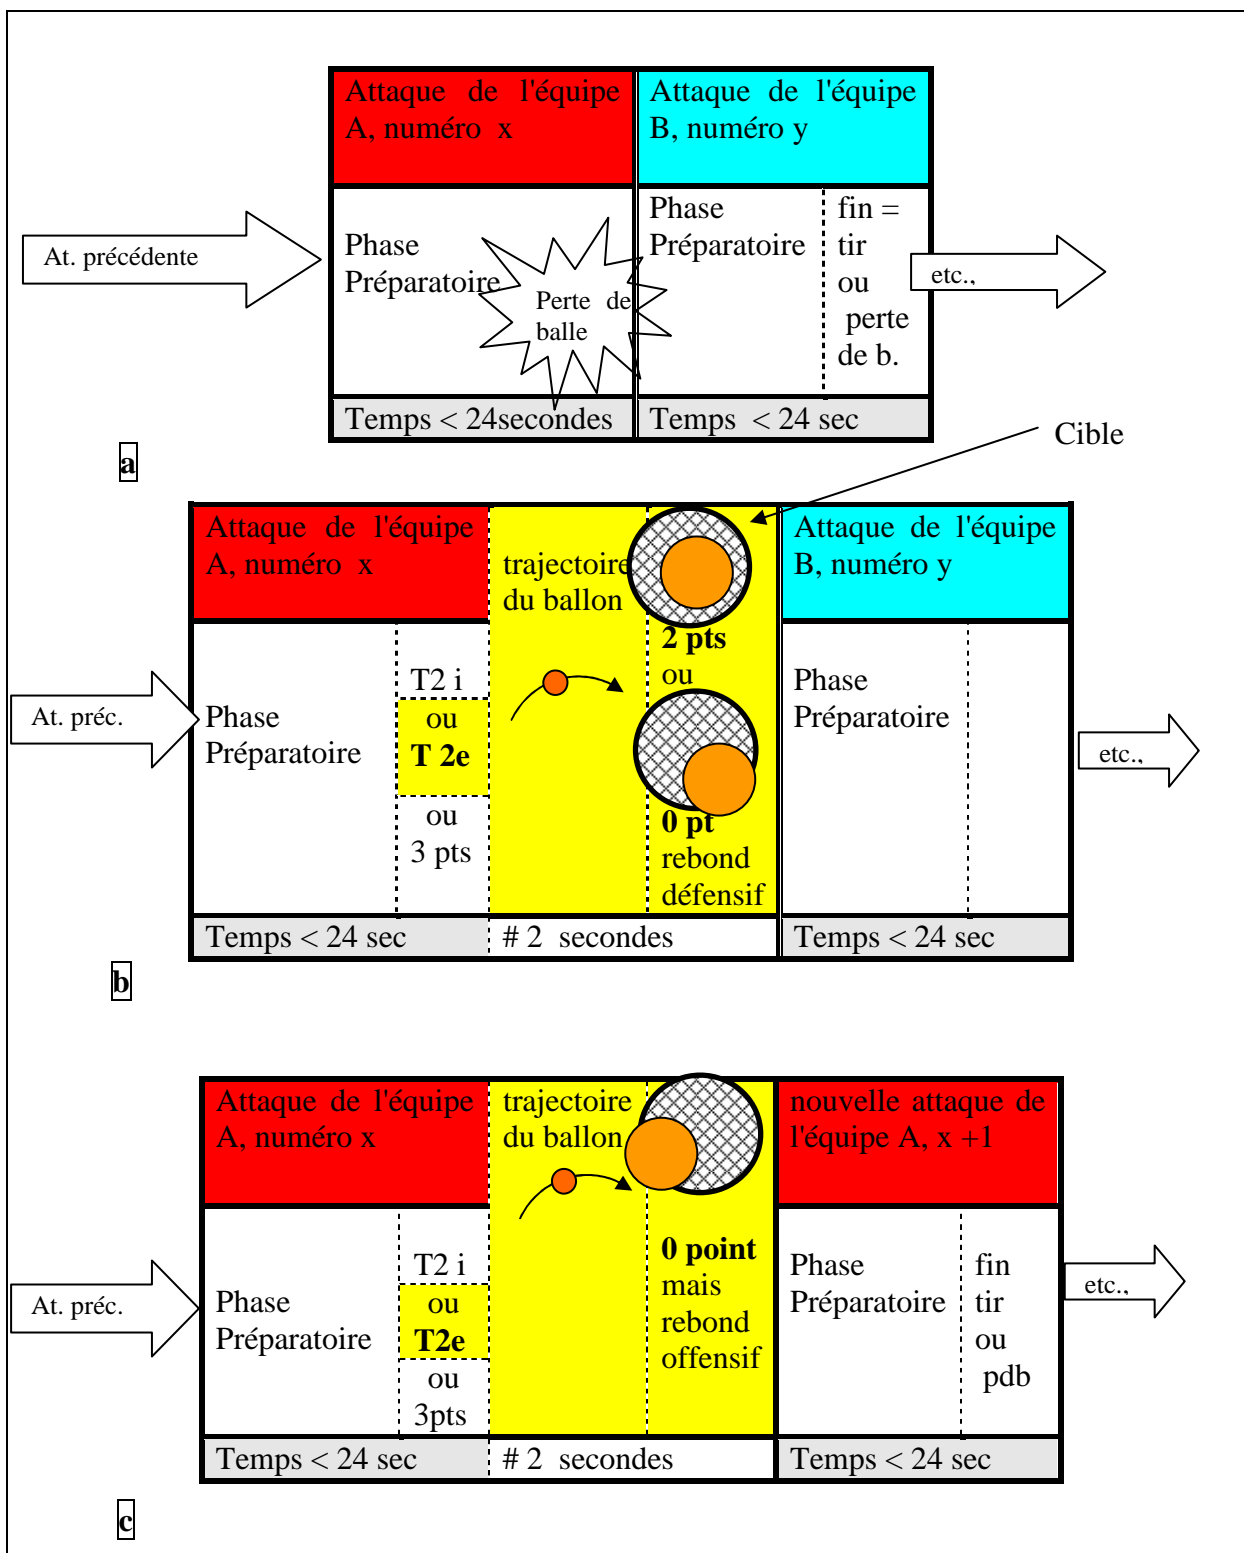 Attaque de l'équipe
A, numéro x
Attaque de l'équipe
B, numéro y
At. précédente
Phase
Préparatoire
Perte de
balle
Phase
Préparatoire
fin =
tir
ou
perte
de b.
etc.,
Temps < 24secondes
Temps < 24 sec
a
Cible
Attaque de l'équipe
A, numéro x
trajectoire
du ballon
Attaque de l'équipe
B, numéro y
At. préc.
Phase
Préparatoire
T2 i
ou
T 2e
ou
3 pts
2 pts
ou
0 pt
rebond
défensif
Phase
Préparatoire
etc.,
Temps < 24 sec
# 2 secondes
Temps < 24 sec
b
Attaque de l'équipe
A, numéro x
trajectoire
du ballon
nouvelle attaque de
l'équipe A, x +1
At. préc.
Phase
Préparatoire
T2 i
ou
T2e
ou
3pts
0 point
mais
rebond
offensif
Phase
Préparatoire
fin
tir
ou
pdb
etc.,
Temps < 24 sec
# 2 secondes
Temps < 24 sec
c